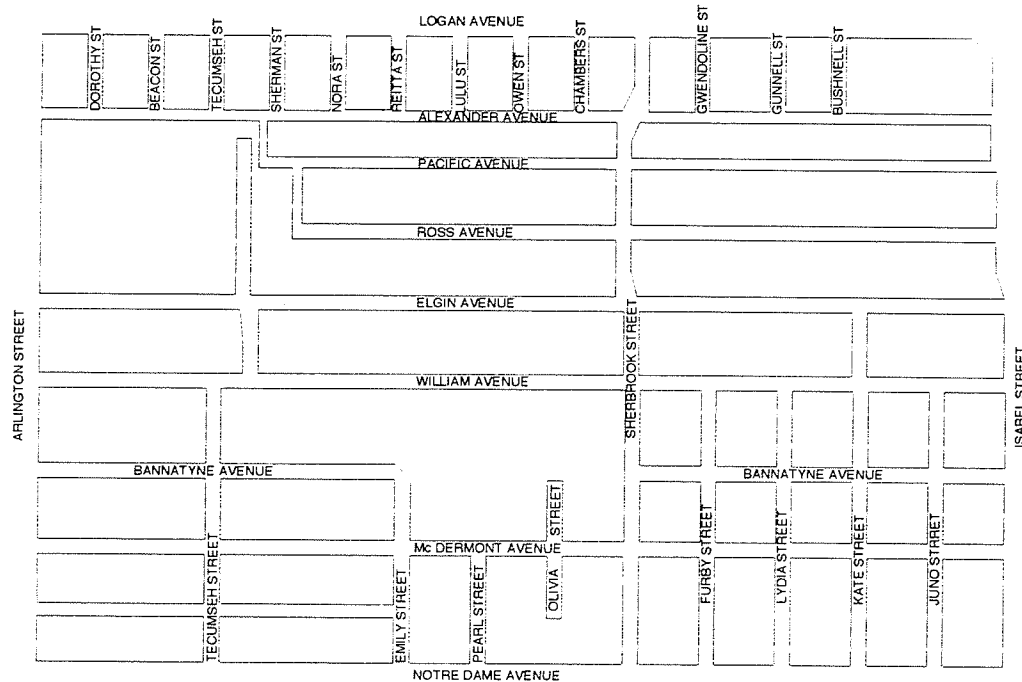 LOGAN AVENUE
DOROTHY ST
BEACON ST
TECUMSEH ST
SHERMAN ST
NORA ST
REITTA ST
LULU ST
OWEN ST
CHAMBERS ST
GWENDOLINE ST
GUNNELL ST
BUSHNELL ST
ALEXANDER AVENUE
PACIFIC AVENUE
ROSS AVENUE
ELGIN AVENUE
ARLINGTON STREET
SHERBROOK STREET
ISABEL STREET
WILLIAM AVENUE
BANNATYNE AVENUE
BANNATYNE AVENUE
Mc DERMONT AVENUE
TECUMSEH STREET
EMILY STREET
PEARL STREET
OLIVIA STREET
FURBY STREET
LYDIA STREET
KATE STREET
JUNO STRRET
NOTRE DAME AVENUE